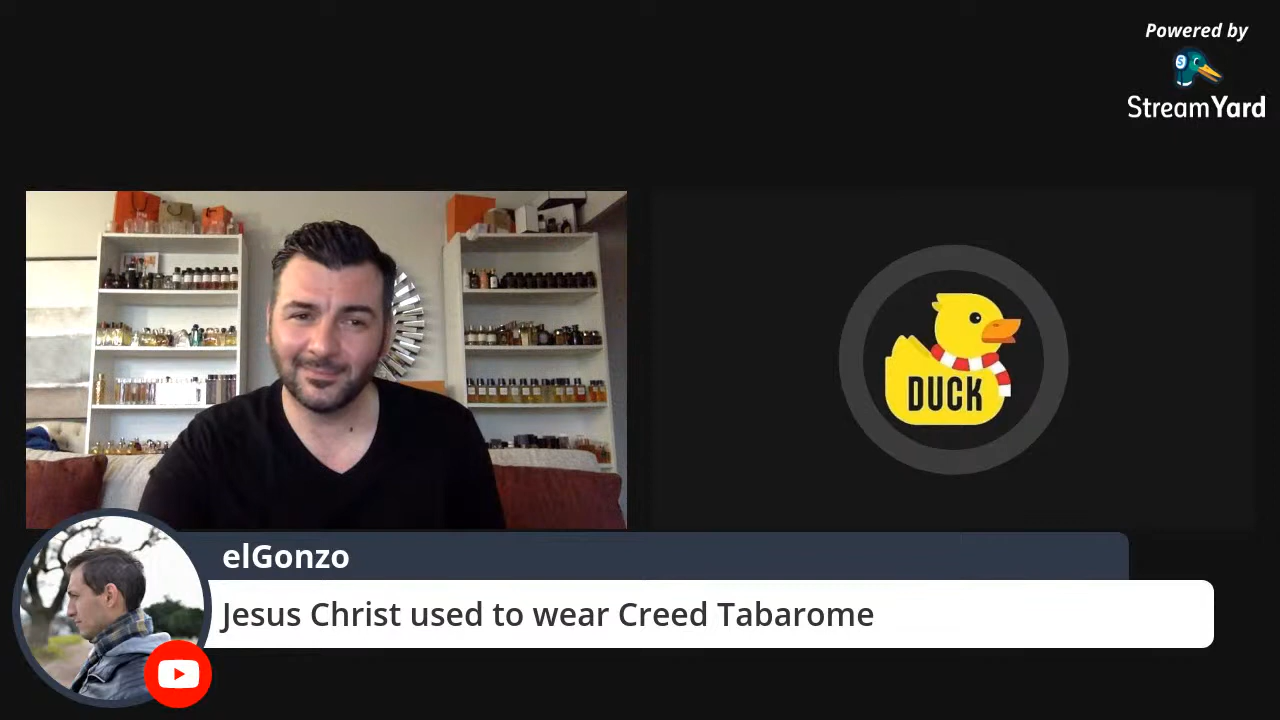 Powered by
StreamYard
DUCK
elGonzo
Jesus Christ used to wear Creed Tabarome